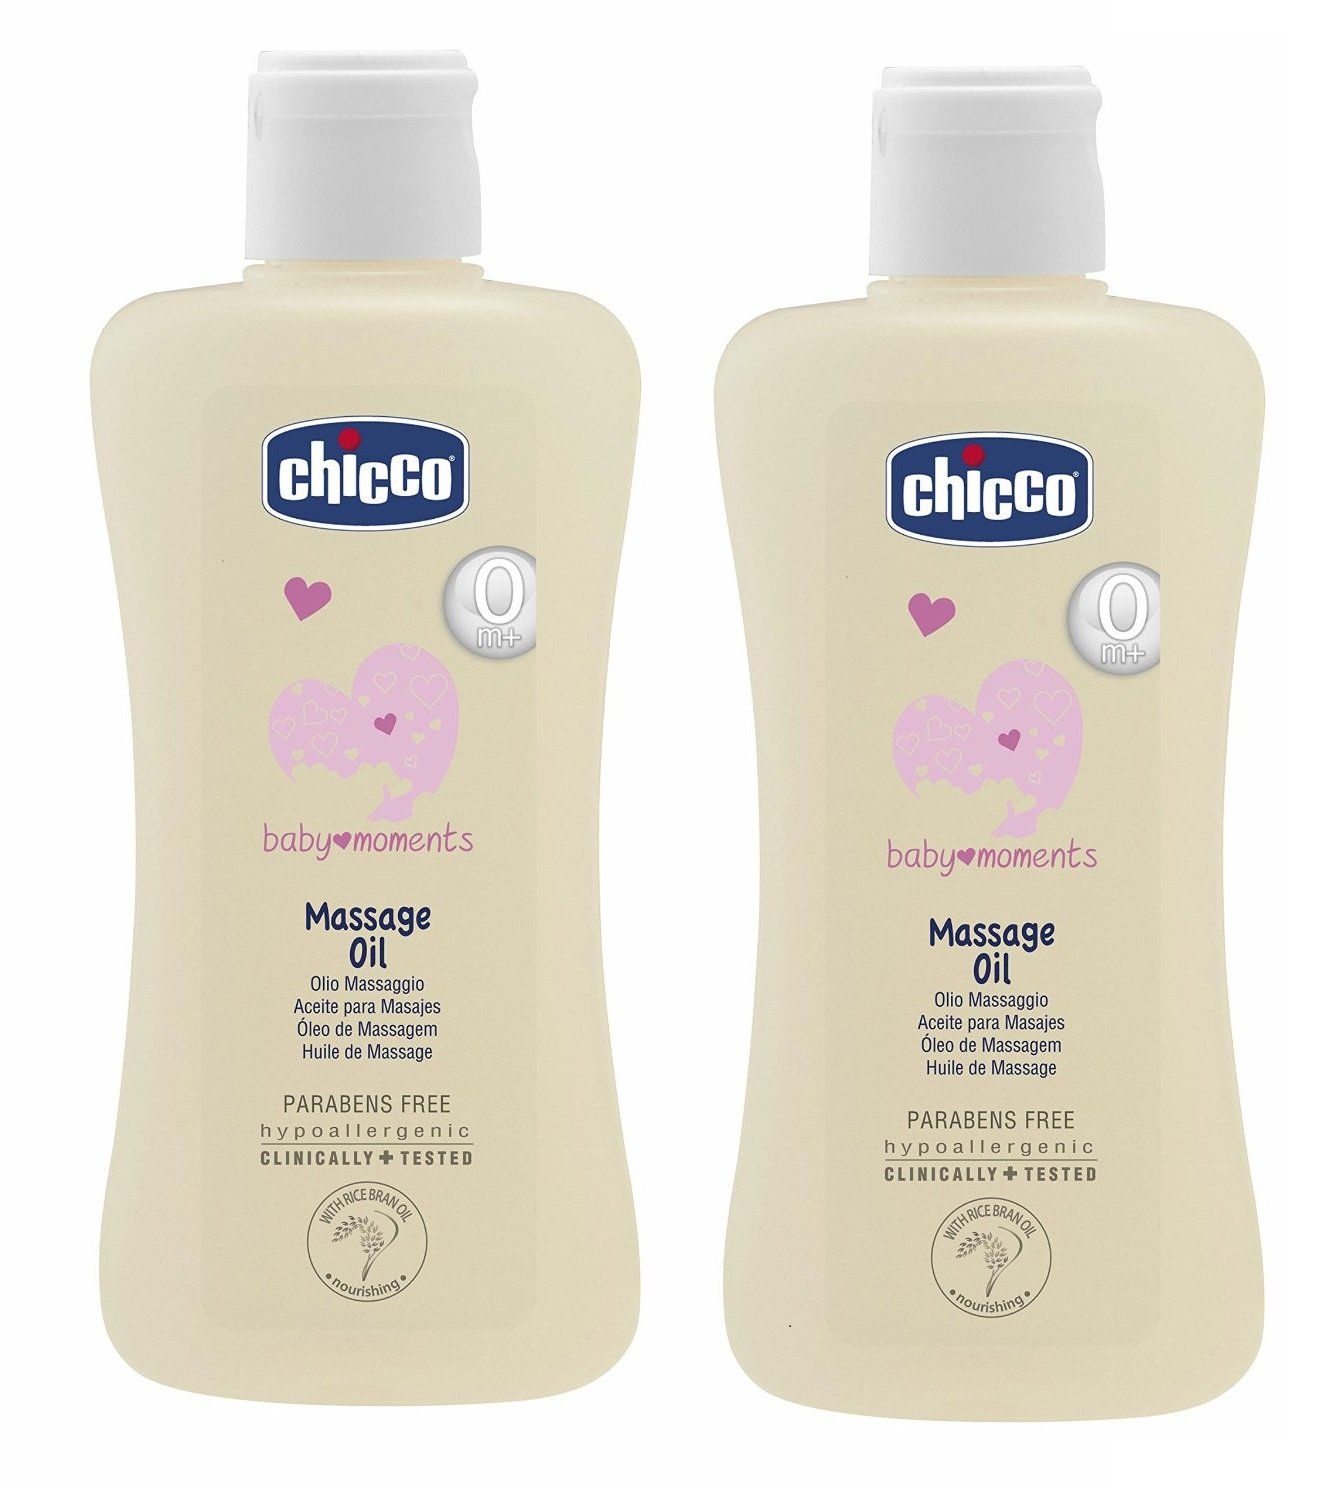 chicco®
0
m+
baby moments
Massage
Oil
Olio Massaggio
Aceite para Masajes
Óleo de Massagem
Huile de Massage
PARABENS FREE
hypoallergenic
CLINICALLY + TESTED
WITH RICE BRAN OIL
• nourishing •
chicco®
0
m+
baby moments
Massage
Oil
Olio Massaggio
Aceite para Masajes
Óleo de Massagem
Huile de Massage
PARABENS FREE
hypoallergenic
CLINICALLY + TESTED
WITH RICE BRAN OIL
• nourishing •